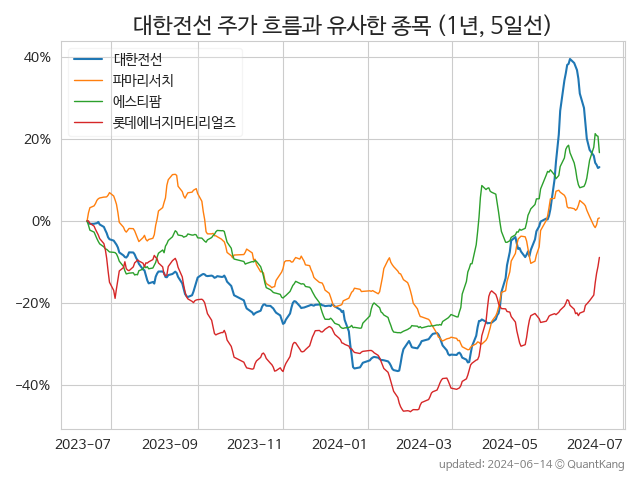 대한전선 주가 흐름과 유사한 종목 (1년, 5일선)
대한전선
파마리서치
에스티팜
롯데에너지머티리얼즈
40%
20%
0%
−20%
−40%
2023-07 2023-09 2023-11 2024-01 2024-03 2024-05 2024-07
updated: 2024-06-14 © QuantKang